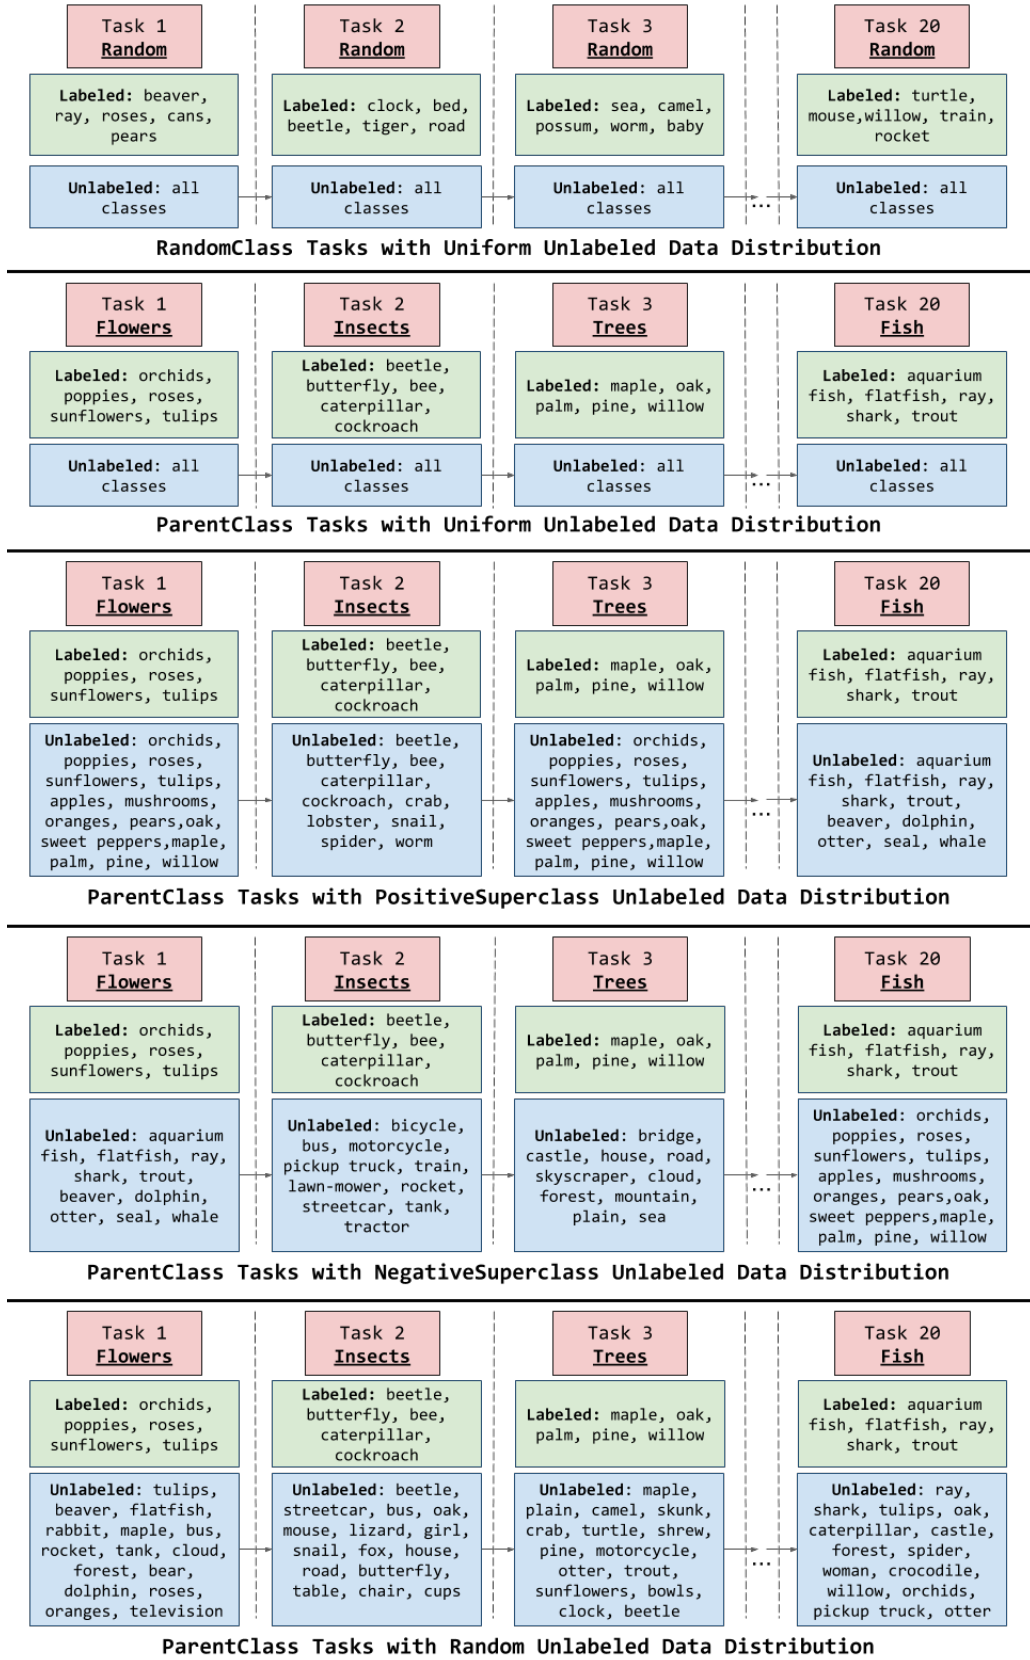 Task 1
Random
Labeled: beaver,
ray, roses, cans,
pears
Unlabeled: all
classes
Task 2
Random
Labeled: clock, bed,
beetle, tiger, road
Unlabeled: all
classes
Task 3
Random
Labeled: sea, camel,
possum, worm, baby
Unlabeled: all
classes
...
Task 20
Random
Labeled: turtle,
mouse,willow, train,
rocket
Unlabeled: all
classes
RandomClass Tasks with Uniform Unlabeled Data Distribution
Task 1
Flowers
Labeled: orchids,
poppies, roses,
sunflowers, tulips
Unlabeled: all
classes
Task 2
Insects
Labeled: beetle,
butterfly, bee,
caterpillar,
cockroach
Unlabeled: all
classes
Task 3
Trees
Labeled: maple, oak,
palm, pine, willow
Unlabeled: all
classes
...
Task 20
Fish
Labeled: aquarium
fish, flatfish, ray,
shark, trout
Unlabeled: all
classes
ParentClass Tasks with Uniform Unlabeled Data Distribution
Task 1
Flowers
Labeled: orchids,
poppies, roses,
sunflowers, tulips
Unlabeled: orchids,
poppies, roses,
sunflowers, tulips,
apples, mushrooms,
oranges, pears,oak,
sweet peppers,maple,
palm, pine, willow
Task 2
Insects
Labeled: beetle,
butterfly, bee,
caterpillar,
cockroach
Unlabeled: beetle,
butterfly, bee,
caterpillar,
cockroach, crab,
lobster, snail,
spider, worm
Task 3
Trees
Labeled: maple, oak,
palm, pine, willow
Unlabeled: orchids,
poppies, roses,
sunflowers, tulips,
apples, mushrooms,
oranges, pears,oak,
sweet peppers,maple,
palm, pine, willow
...
Task 20
Fish
Labeled: aquarium
fish, flatfish, ray,
shark, trout
Unlabeled: aquarium
fish, flatfish, ray,
shark, trout,
beaver, dolphin,
otter, seal, whale
ParentClass Tasks with PositiveSuperclass Unlabeled Data Distribution
Task 1
Flowers
Labeled: orchids,
poppies, roses,
sunflowers, tulips
Unlabeled: aquarium
fish, flatfish, ray,
shark, trout,
beaver, dolphin,
otter, seal, whale
Task 2
Insects
Labeled: beetle,
butterfly, bee,
caterpillar,
cockroach
Unlabeled: bicycle,
bus, motorcycle,
pickup truck, train,
lawn-mower, rocket,
streetcar, tank,
tractor
Task 3
Trees
Labeled: maple, oak,
palm, pine, willow
Unlabeled: bridge,
castle, house, road,
skyscraper, cloud,
forest, mountain,
plain, sea
...
Task 20
Fish
Labeled: aquarium
fish, flatfish, ray,
shark, trout
Unlabeled: orchids,
poppies, roses,
sunflowers, tulips,
apples, mushrooms,
oranges, pears,oak,
sweet peppers,maple,
palm, pine, willow
ParentClass Tasks with NegativeSuperclass Unlabeled Data Distribution
Task 1
Flowers
Labeled: orchids,
poppies, roses,
sunflowers, tulips
Unlabeled: tulips,
beaver, flatfish,
rabbit, maple, bus,
rocket, tank, cloud,
forest, bear,
dolphin, roses,
oranges, television
Task 2
Insects
Labeled: beetle,
butterfly, bee,
caterpillar,
cockroach
Unlabeled: beetle,
streetcar, bus, oak,
mouse, lizard, girl,
snail, fox, house,
road, butterfly,
table, chair, cups
Task 3
Trees
Labeled: maple, oak,
palm, pine, willow
Unlabeled: maple,
plain, camel, skunk,
crab, turtle, shrew,
pine, motorcycle,
otter, trout,
sunflowers, bowls,
clock, beetle
...
Task 20
Fish
Labeled: aquarium
fish, flatfish, ray,
shark, trout
Unlabeled: ray,
shark, tulips, oak,
caterpillar, castle,
forest, spider,
woman, crocodile,
willow, orchids,
pickup truck, otter
ParentClass Tasks with Random Unlabeled Data Distribution